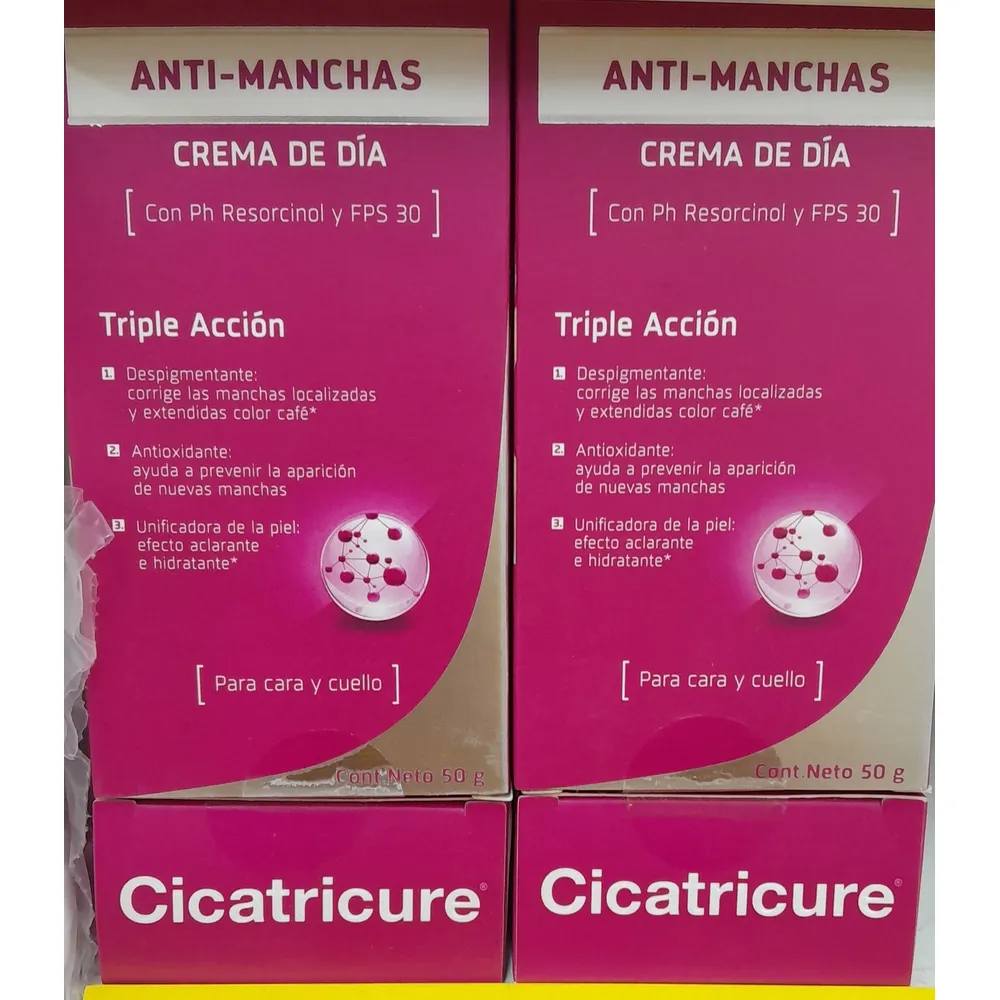 ANTI-MANCHAS
CREMA DE DÍA
[ Con Ph Resorcinol y FPS 30 ]
Triple Acción
1. Despigmentante:
corrige las manchas localizadas
y extendidas color café*
2. Antioxidante:
ayuda a prevenir la aparición
de nuevas manchas
3. Unificadora de la piel:
efecto aclarante
e hidratante*
[ Para cara y cuello ]
Cont.Neto 50 g
Cicatricure®
ANTI-MANCHAS
CREMA DE DÍA
[ Con Ph Resorcinol y FPS 30 ]
Triple Acción
1. Despigmentante:
corrige las manchas localizadas
y extendidas color café*
2. Antioxidante:
ayuda a prevenir la aparición
de nuevas manchas
3. Unificadora de la piel:
efecto aclarante
e hidratante*
[ Para cara y cuello ]
Cont.Neto 50 g
Cicatricure®